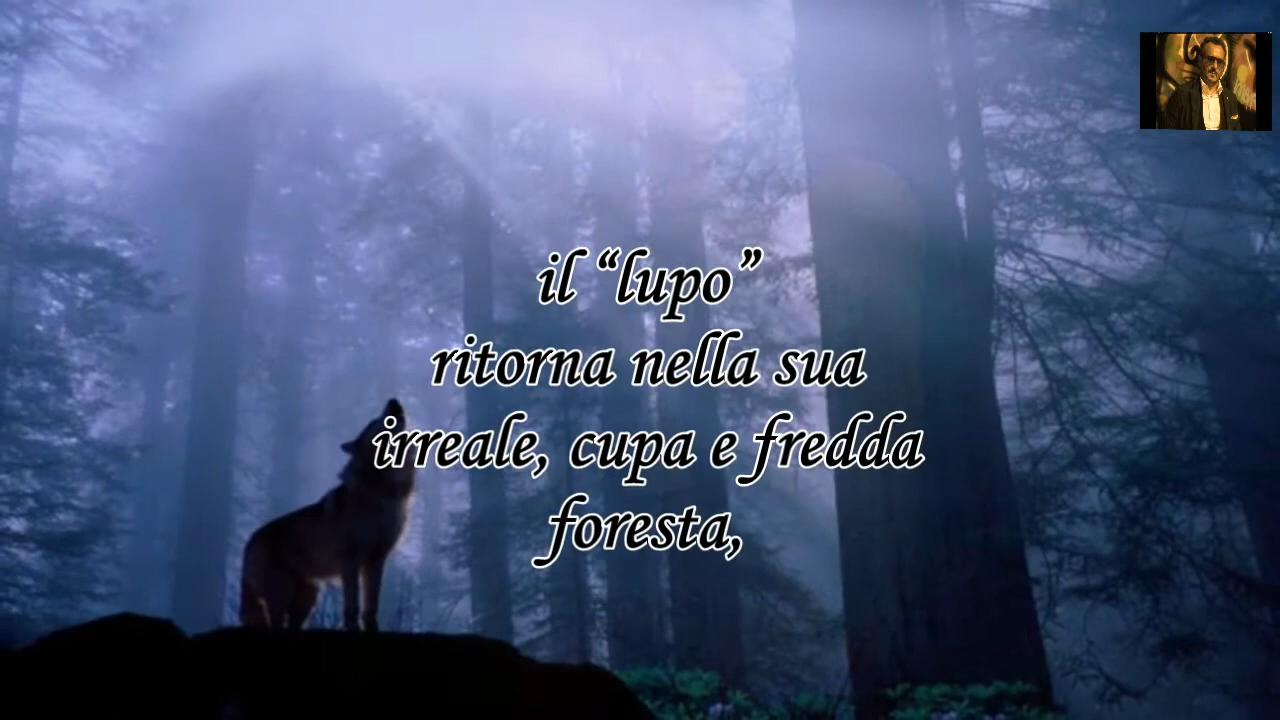 il “lupo”
ritorna nella sua
irreale, cupa e fredda
foresta,